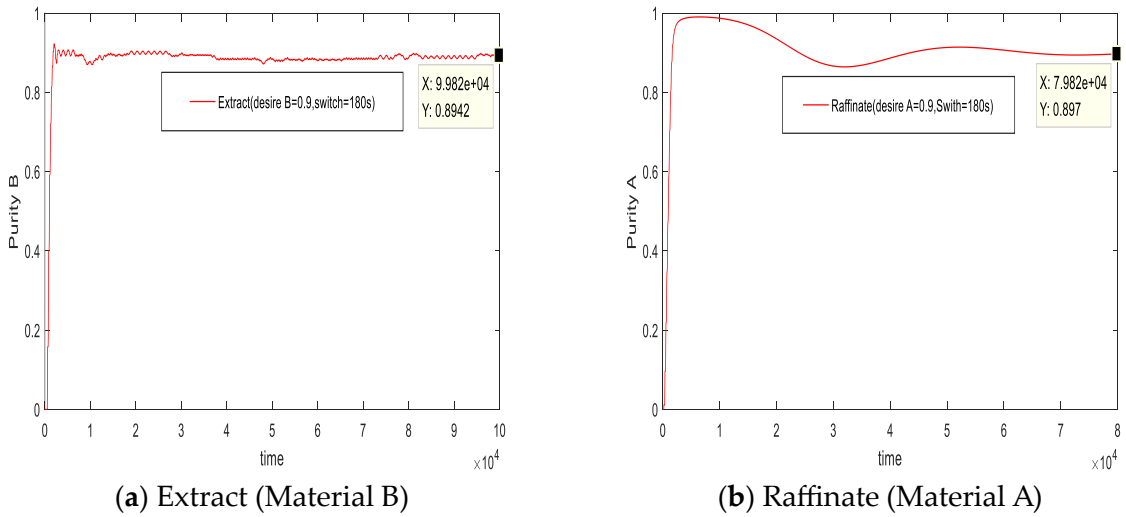 1
0.8
0.6
0.4
0.2
0
Purity B
0 1 2 3 4 5 6 7 8 9 10
time
×10^4
Extract(desire B=0.9,switch=180s)
X: 9.982e+04
Y: 0.8942
(a) Extract (Material B)
1
0.8
0.6
0.4
0.2
0
Purity A
0 1 2 3 4 5 6 7 8
time
×10^4
Raffinate(desire A=0.9,Swith=180s)
X: 7.982e+04
Y: 0.897
(b) Raffinate (Material A)